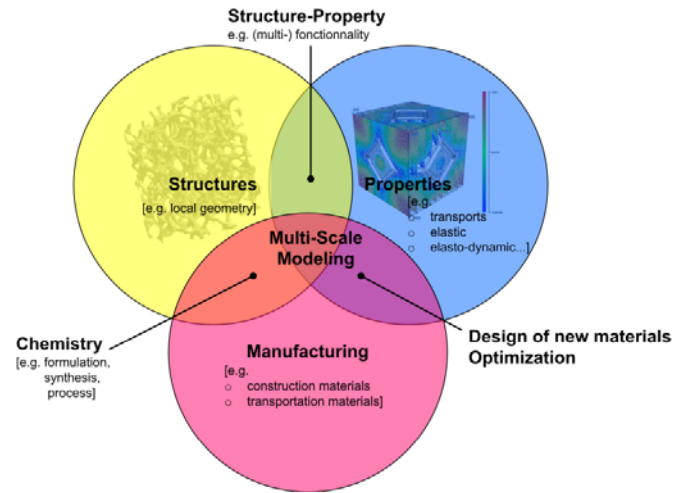 Structure-Property
e.g. (multi-) fonctionnality
Structures
[e.g. local geometry]
Properties
[e.g.
○ transports
○ elastic
○ elasto-dynamic...]
Multi-Scale
Modeling
Chemistry
[e.g. formulation,
synthesis,
process]
Manufacturing
[e.g.
○ construction materials
○ transportation materials]
Design of new materials
Optimization